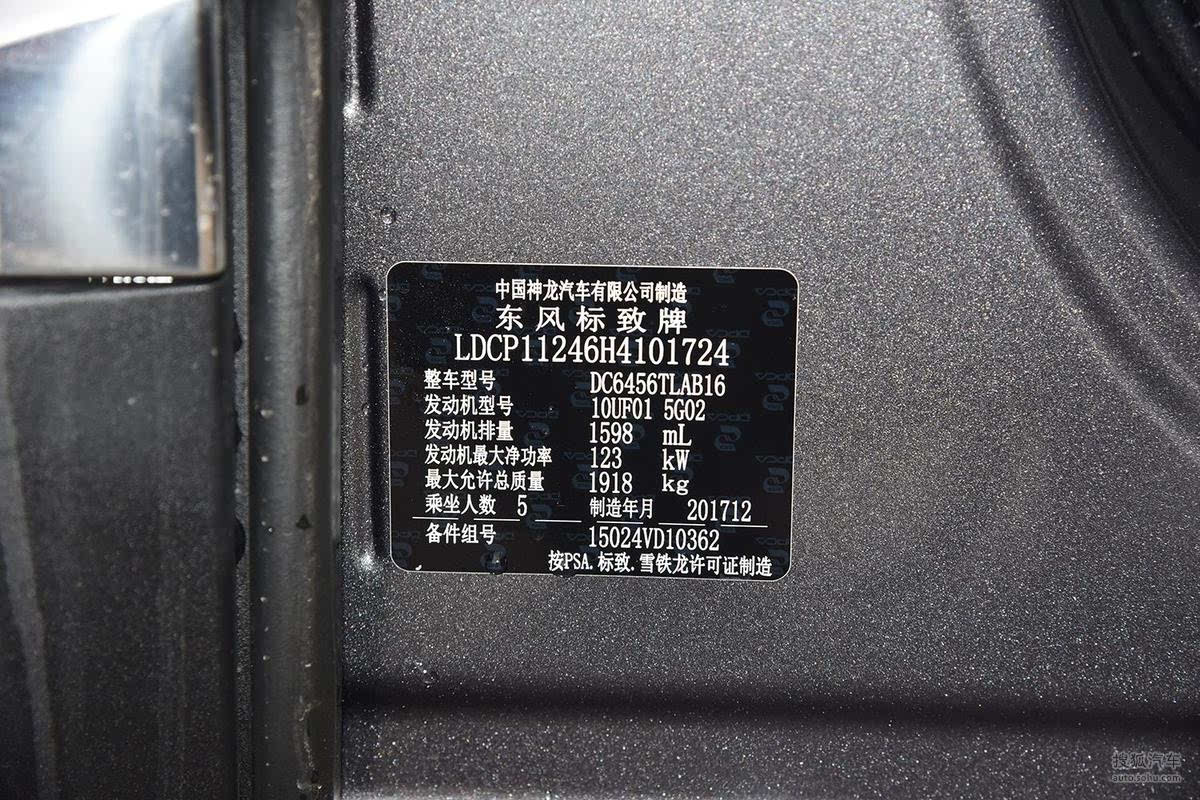 中国神龙汽车有限公司制造
东风标致牌
LDCP11246H4101724
整车型号 DC6456TLAB16
发动机型号 10UF01 5G02
发动机排量 1598 mL
发动机最大净功率 123 kW
最大允许总质量 1918 kg
乘坐人数 5 制造年月 201712
备件组号 15024VD10362
按PSA.标致.雪铁龙许可证制造
搜狐汽车
auto.sohu.com